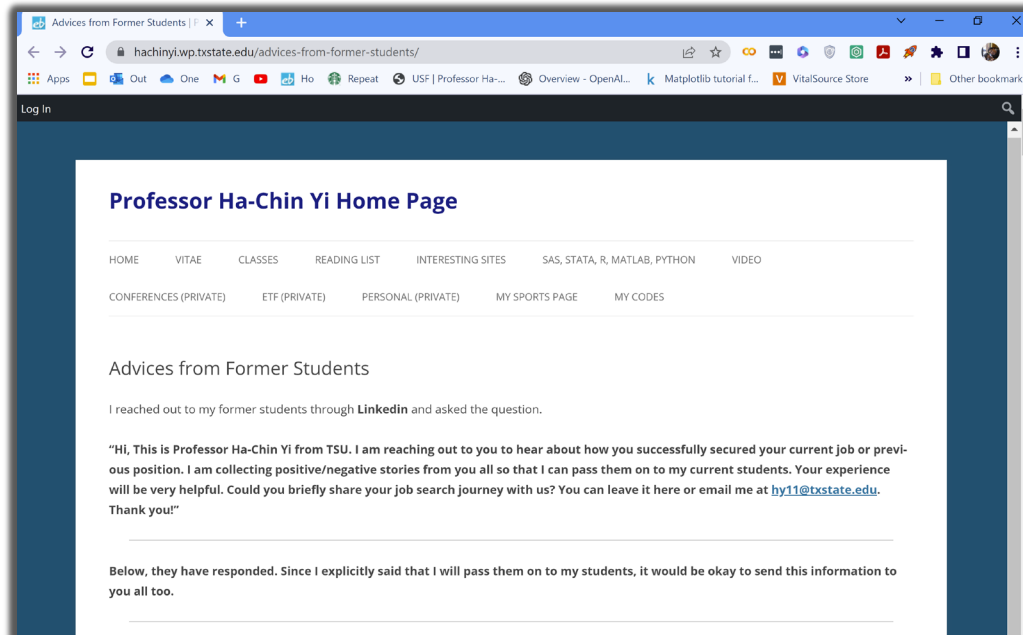 Advices from Former Students | P
hachinyi.wp.txstate.edu/advices-from-former-students/
Apps Out One G Ho Repeat USF | Professor Ha-... Overview - OpenAI... Matplotlib tutorial f... VitalSource Store » Other bookmark
Log In
Professor Ha-Chin Yi Home Page
HOME VITAE CLASSES READING LIST INTERESTING SITES SAS, STATA, R, MATLAB, PYTHON VIDEO
CONFERENCES (PRIVATE) ETF (PRIVATE) PERSONAL (PRIVATE) MY SPORTS PAGE MY CODES
Advices from Former Students
I reached out to my former students through Linkedin and asked the question.
“Hi, This is Professor Ha-Chin Yi from TSU. I am reaching out to you to hear about how you successfully secured your current job or previ-
ous position. I am collecting positive/negative stories from you all so that I can pass them on to my current students. Your experience
will be very helpful. Could you briefly share your job search journey with us? You can leave it here or email me at hy11@txstate.edu.
Thank you!”
Below, they have responded. Since I explicitly said that I will pass them on to my students, it would be okay to send this information to
you all too.